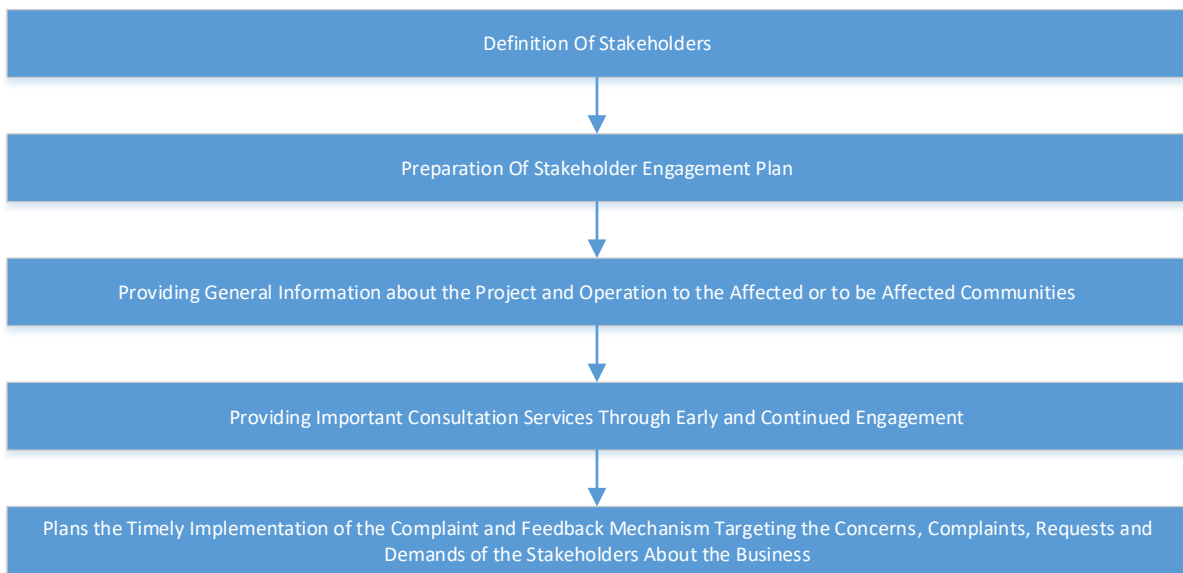 Definition Of Stakeholders
Preparation Of Stakeholder Engagement Plan
Providing General Information about the Project and Operation to the Affected or to be Affected Communities
Providing Important Consultation Services Through Early and Continued Engagement
Plans the Timely Implementation of the Complaint and Feedback Mechanism Targeting the Concerns, Complaints, Requests and
Demands of the Stakeholders About the Business